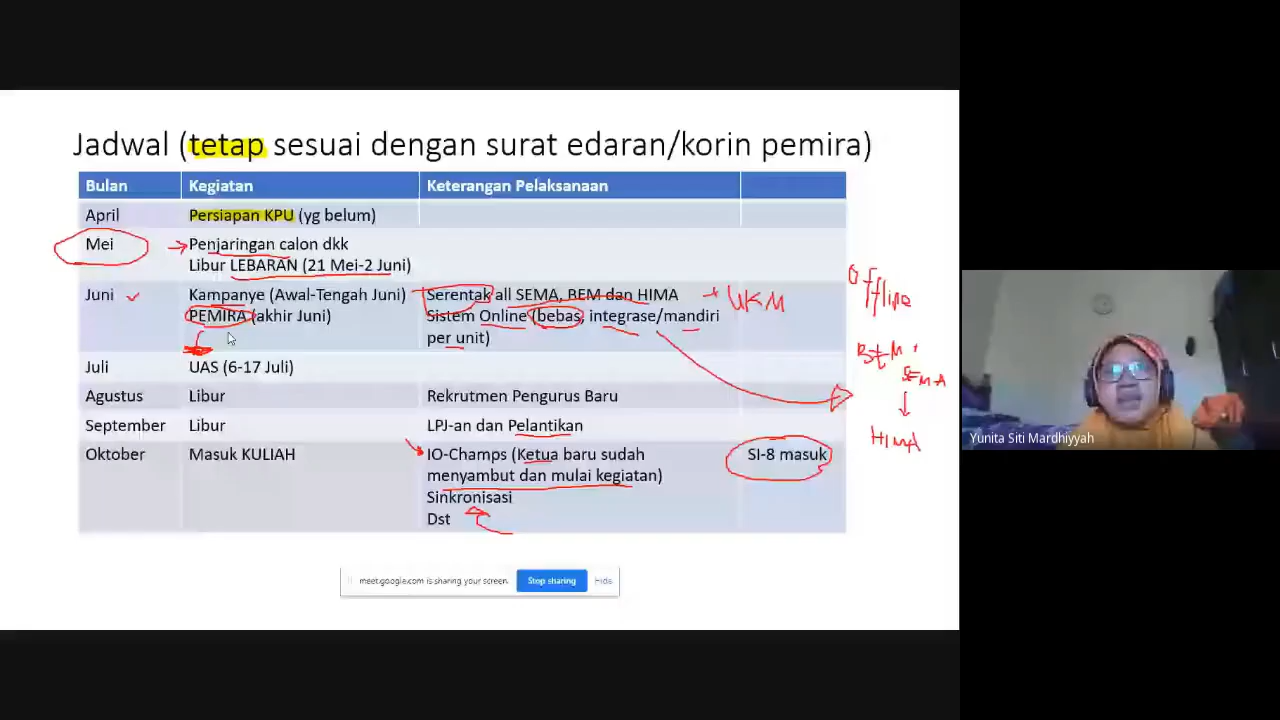 Jadwal (tetap sesuai dengan surat edaran/korin pemira)
Bulan Kegiatan Keterangan Pelaksanaan
April Persiapan KPU (yg belum)
Mei Penjaringan calon dkk
Libur LEBARAN (21 Mei-2 Juni)
Juni Kampanye (Awal-Tengah Juni) Serentak all SEMA, REM dan HIMA + UKM
PEMIRA (akhir Juni) Sistem Online (bebas, integrase/mandiri
per unit)
Juli UAS (6-17 Juli)
Agustus Libur Rekrutmen Pengurus Baru
September Libur LPJ-an dan Pelantikan
Oktober Masuk KULIAH IO-Champs (Ketua baru sudah SI-8 masuk
menyambut dan mulai kegiatan)
Sinkronisasi
Dst
Offline
BEM
SEMA
HIMA
meet.google.com is sharing your screen. Stop sharing Hide
Yunita Siti Mardhiyyah